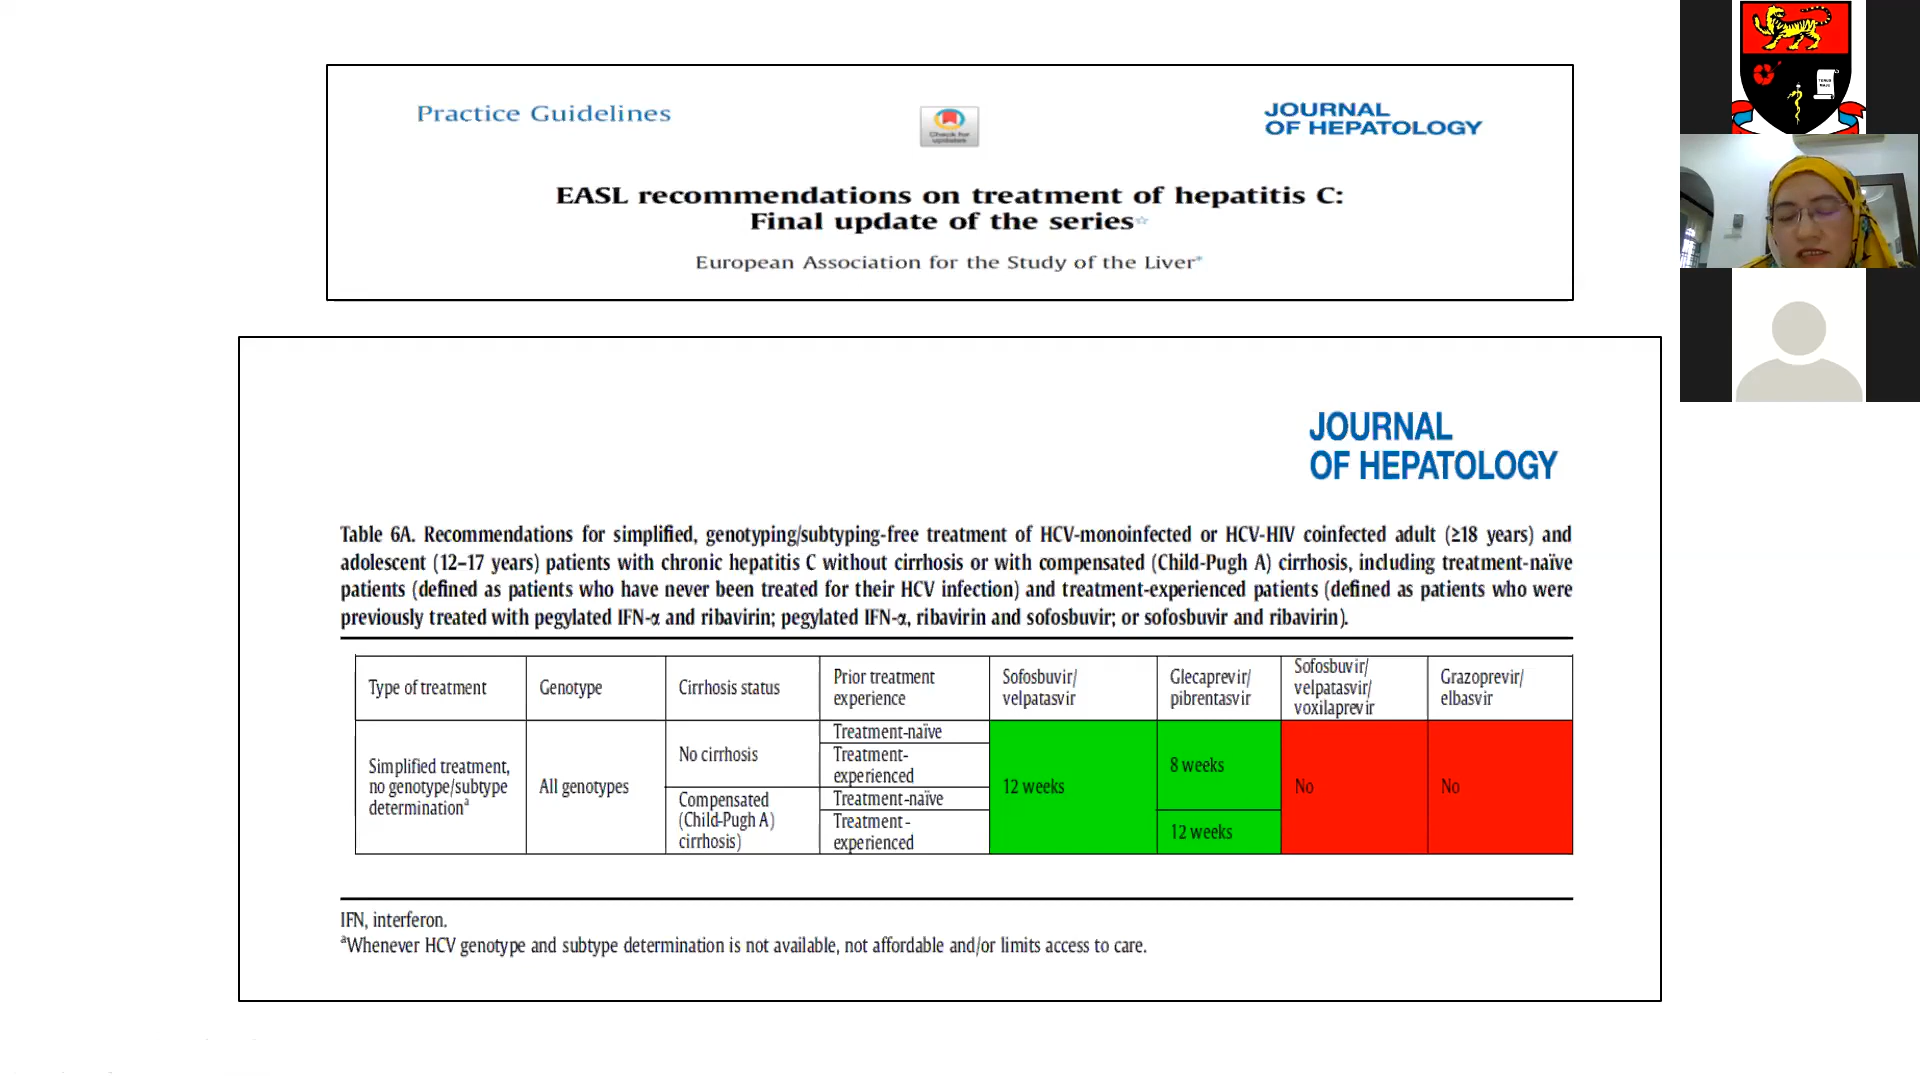 Practice Guidelines
Check for
updates
JOURNAL
OF HEPATOLOGY
EASL recommendations on treatment of hepatitis C:
Final update of the series☆
European Association for the Study of the Liver*
JOURNAL
OF HEPATOLOGY
Table 6A. Recommendations for simplified, genotyping/subtyping-free treatment of HCV-monoinfected or HCV-HIV coinfected adult (≥18 years) and
adolescent (12–17 years) patients with chronic hepatitis C without cirrhosis or with compensated (Child-Pugh A) cirrhosis, including treatment-naïve
patients (defined as patients who have never been treated for their HCV infection) and treatment-experienced patients (defined as patients who were
previously treated with pegylated IFN-α and ribavirin; pegylated IFN-α, ribavirin and sofosbuvir; or sofosbuvir and ribavirin).
Type of treatment
Genotype
Cirrhosis status
Prior treatment
experience
Sofosbuvir/
velpatasvir
Glecaprevir/
pibrentasvir
Sofosbuvir/
velpatasvir/
voxilaprevir
Grazoprevir/
elbasvir
Simplified treatment,
no genotype/subtype
determinationª
All genotypes
No cirrhosis
Treatment-naïve
Treatment-
experienced
Compensated
(Child-Pugh A)
cirrhosis)
Treatment-naïve
Treatment-
experienced
12 weeks
8 weeks
12 weeks
No
No
IFN, interferon.
ªWhenever HCV genotype and subtype determination is not available, not affordable and/or limits access to care.